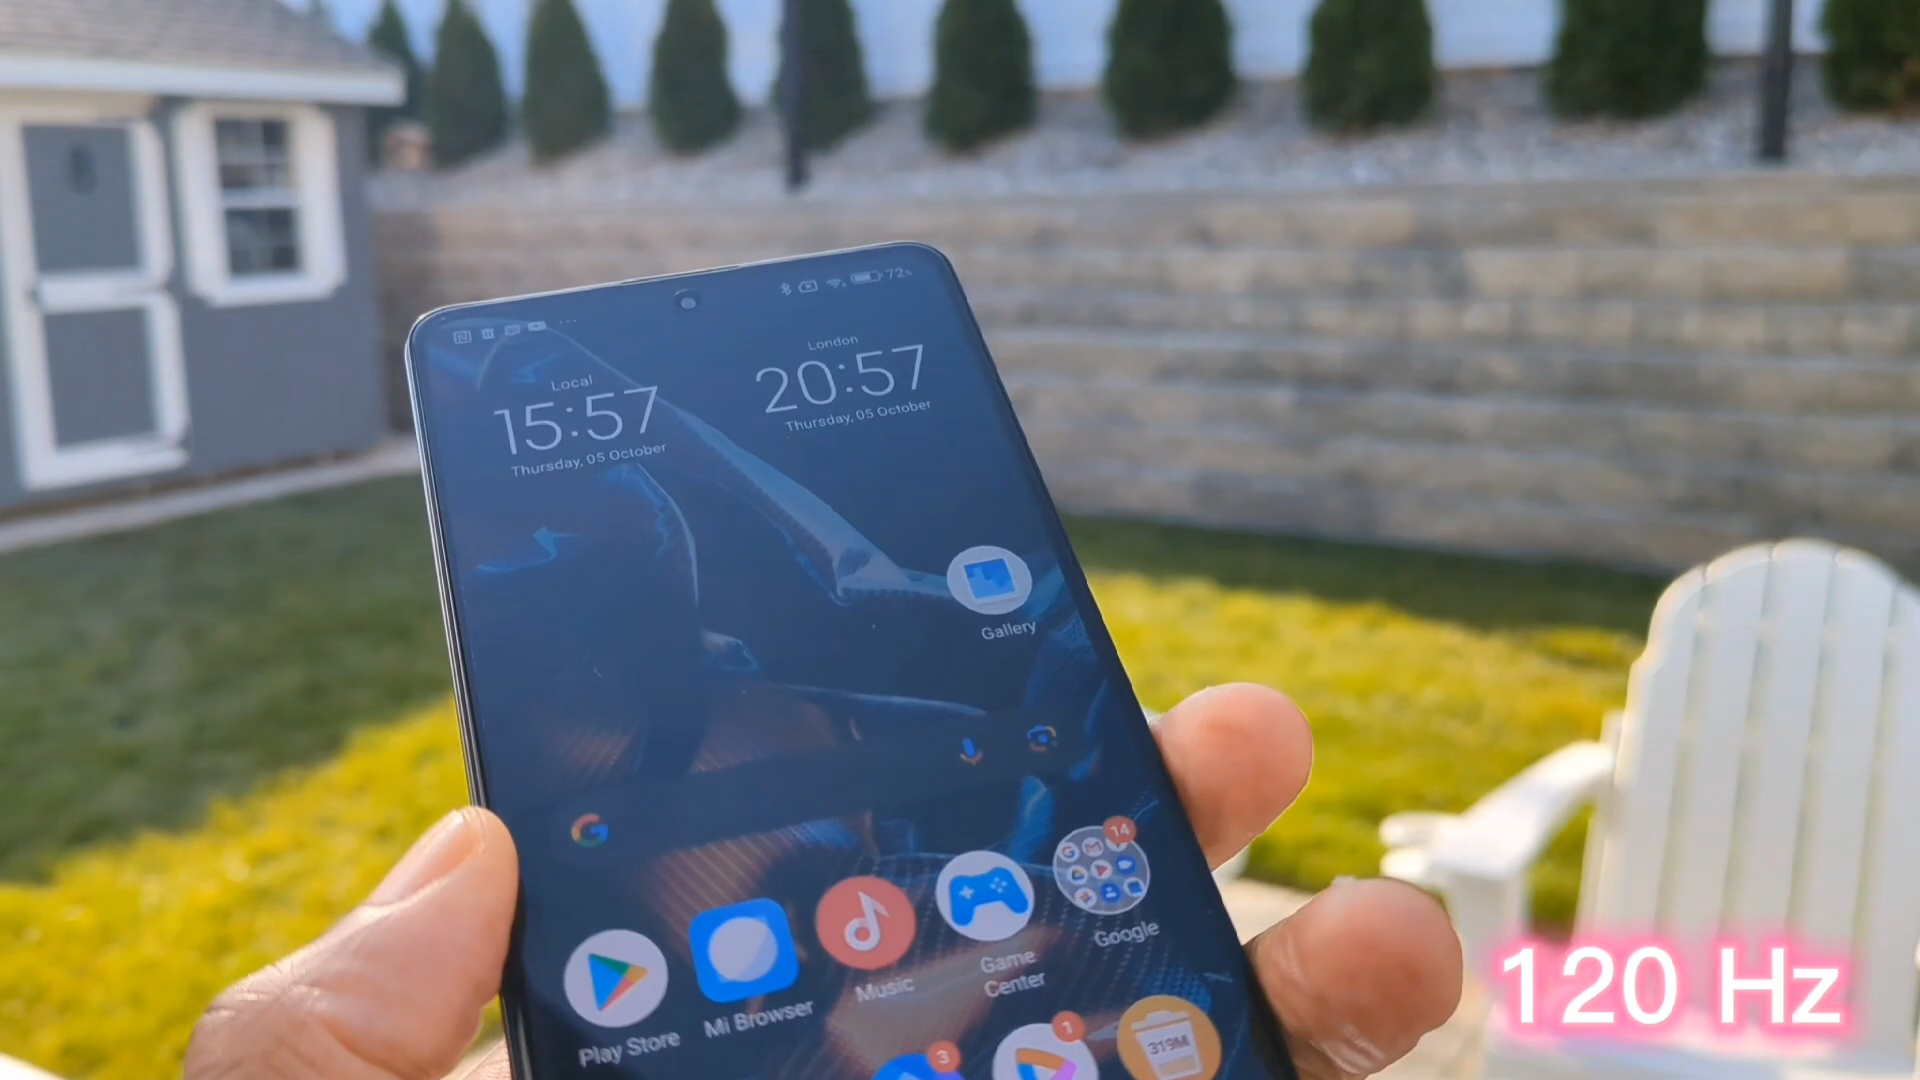 72%
Local
15:57
Thursday, 05 October
London
20:57
Thursday, 05 October
Gallery
14
Google
Game
Center
Music
Mi Browser
Play Store
3
1
319M
120 Hz